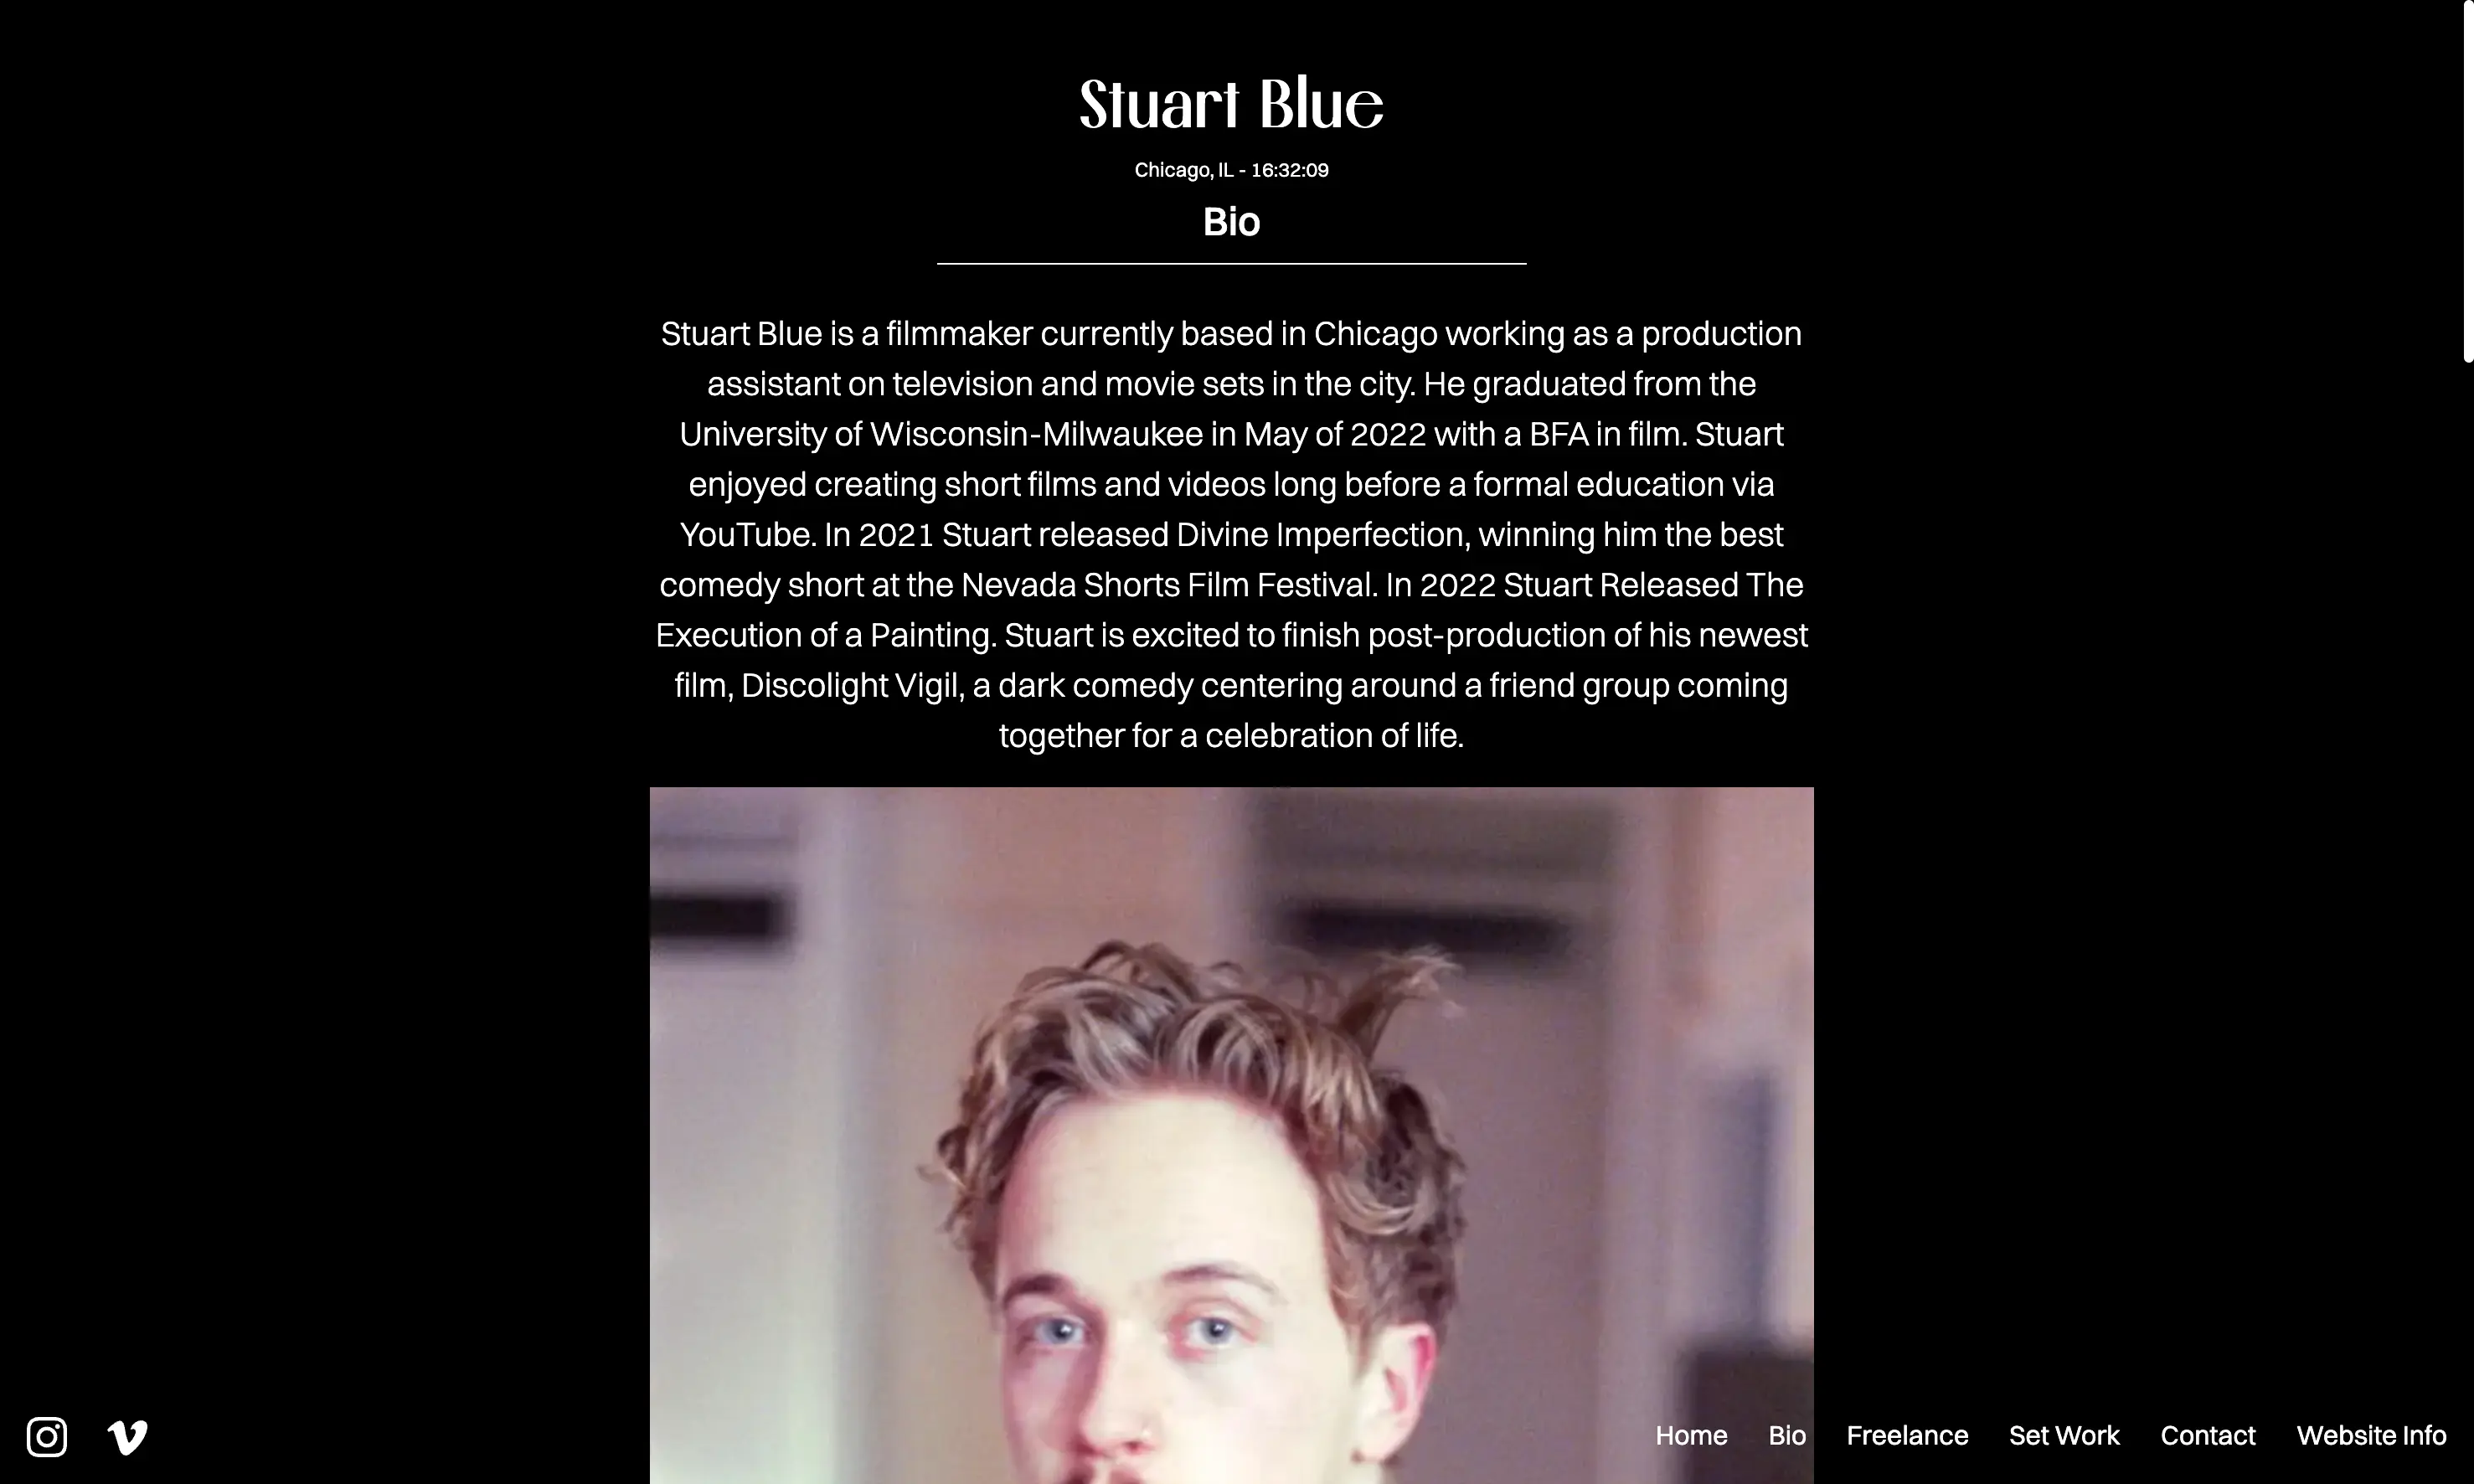 Stuart Blue
Chicago, IL - 16:32:09
Bio
Stuart Blue is a filmmaker currently based in Chicago working as a production
assistant on television and movie sets in the city. He graduated from the
University of Wisconsin-Milwaukee in May of 2022 with a BFA in film. Stuart
enjoyed creating short films and videos long before a formal education via
YouTube. In 2021 Stuart released Divine Imperfection, winning him the best
comedy short at the Nevada Shorts Film Festival. In 2022 Stuart Released The
Execution of a Painting. Stuart is excited to finish post-production of his newest
film, Discolight Vigil, a dark comedy centering around a friend group coming
together for a celebration of life.
Home Bio Freelance Set Work Contact Website Info